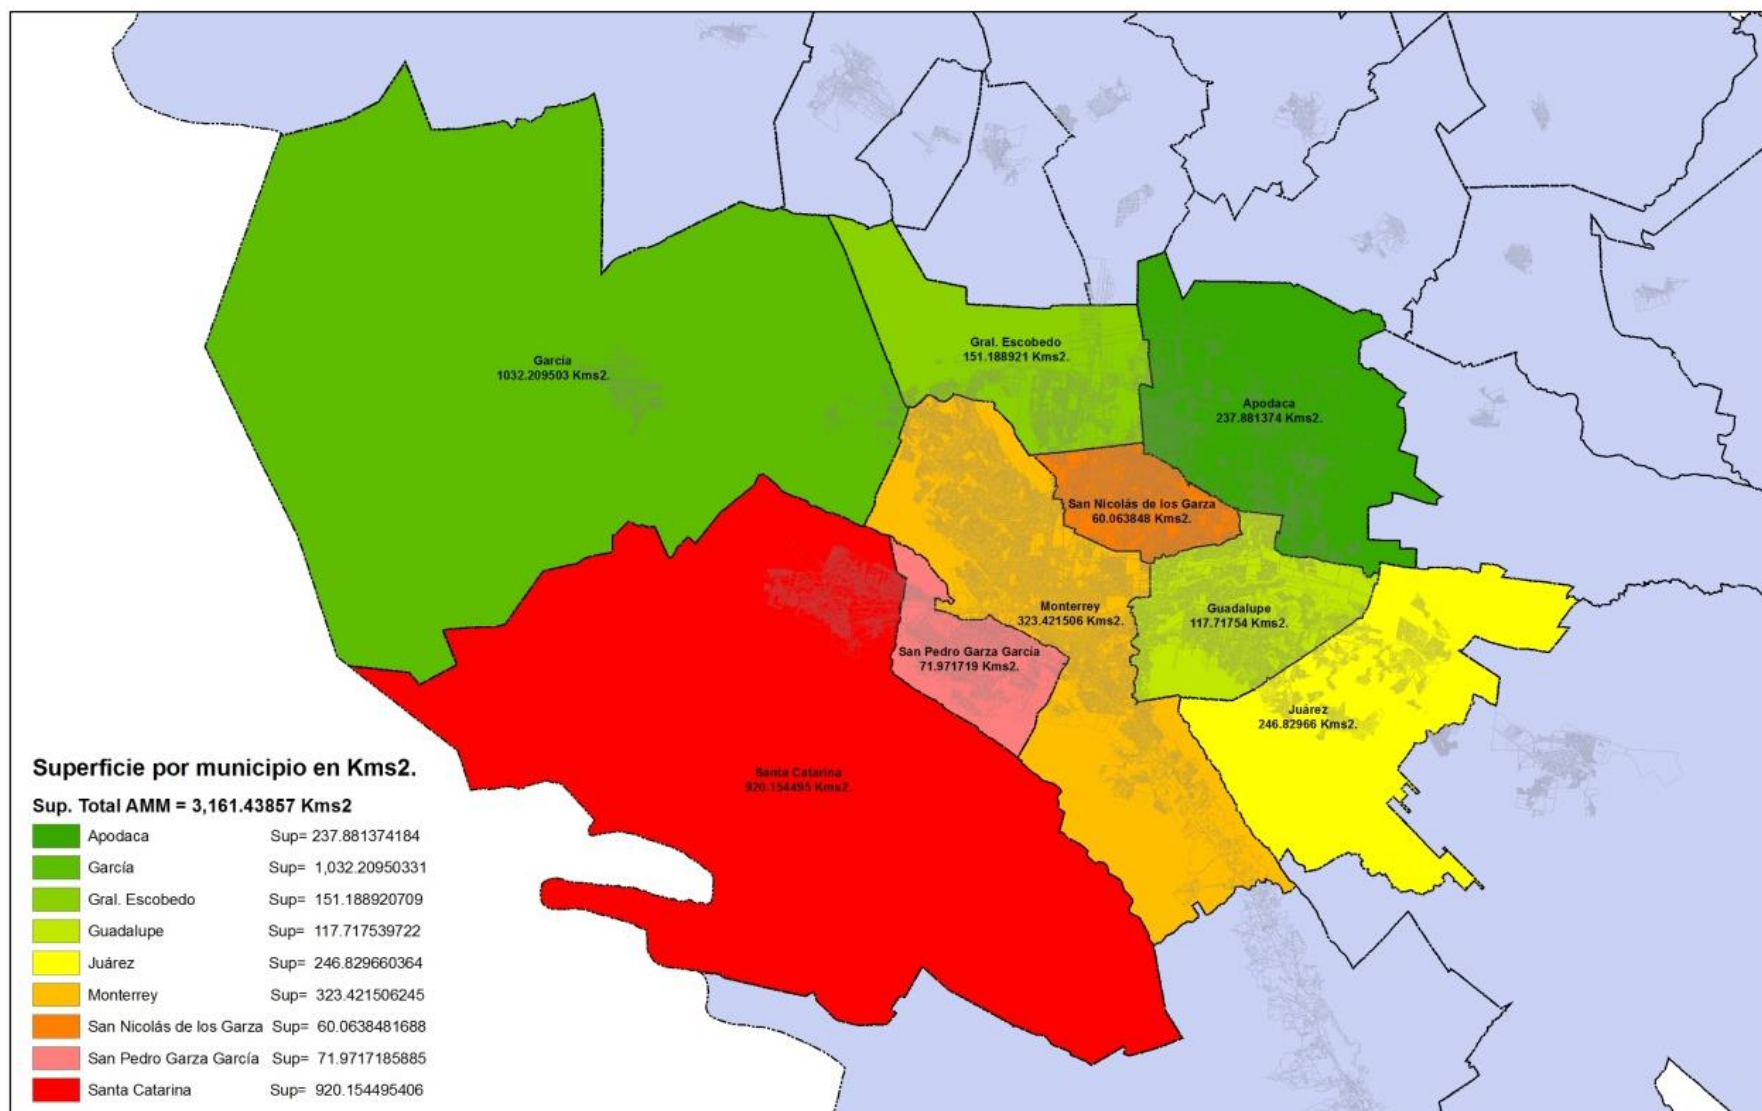 García
1032.209503 Kms2.
Gral. Escobedo
151.188921 Kms2.
Apodaca
237.881374 Kms2.
San Nicolás de los Garza
60.063848 Kms2.
Monterrey
323.421506 Kms2.
Guadalupe
117.71754 Kms2.
San Pedro Garza García
71.971719 Kms2.
Juárez
246.82966 Kms2.
Santa Catarina
920.154495 Kms2.
Superficie por municipio en Kms2.
Sup. Total AMM = 3,161.43857 Kms2
Apodaca Sup= 237.881374184
García Sup= 1,032.20950331
Gral. Escobedo Sup= 151.188920709
Guadalupe Sup= 117.717539722
Juárez Sup= 246.829660364
Monterrey Sup= 323.421506245
San Nicolás de los Garza Sup= 60.0638481688
San Pedro Garza García Sup= 71.9717185885
Santa Catarina Sup= 920.154495406